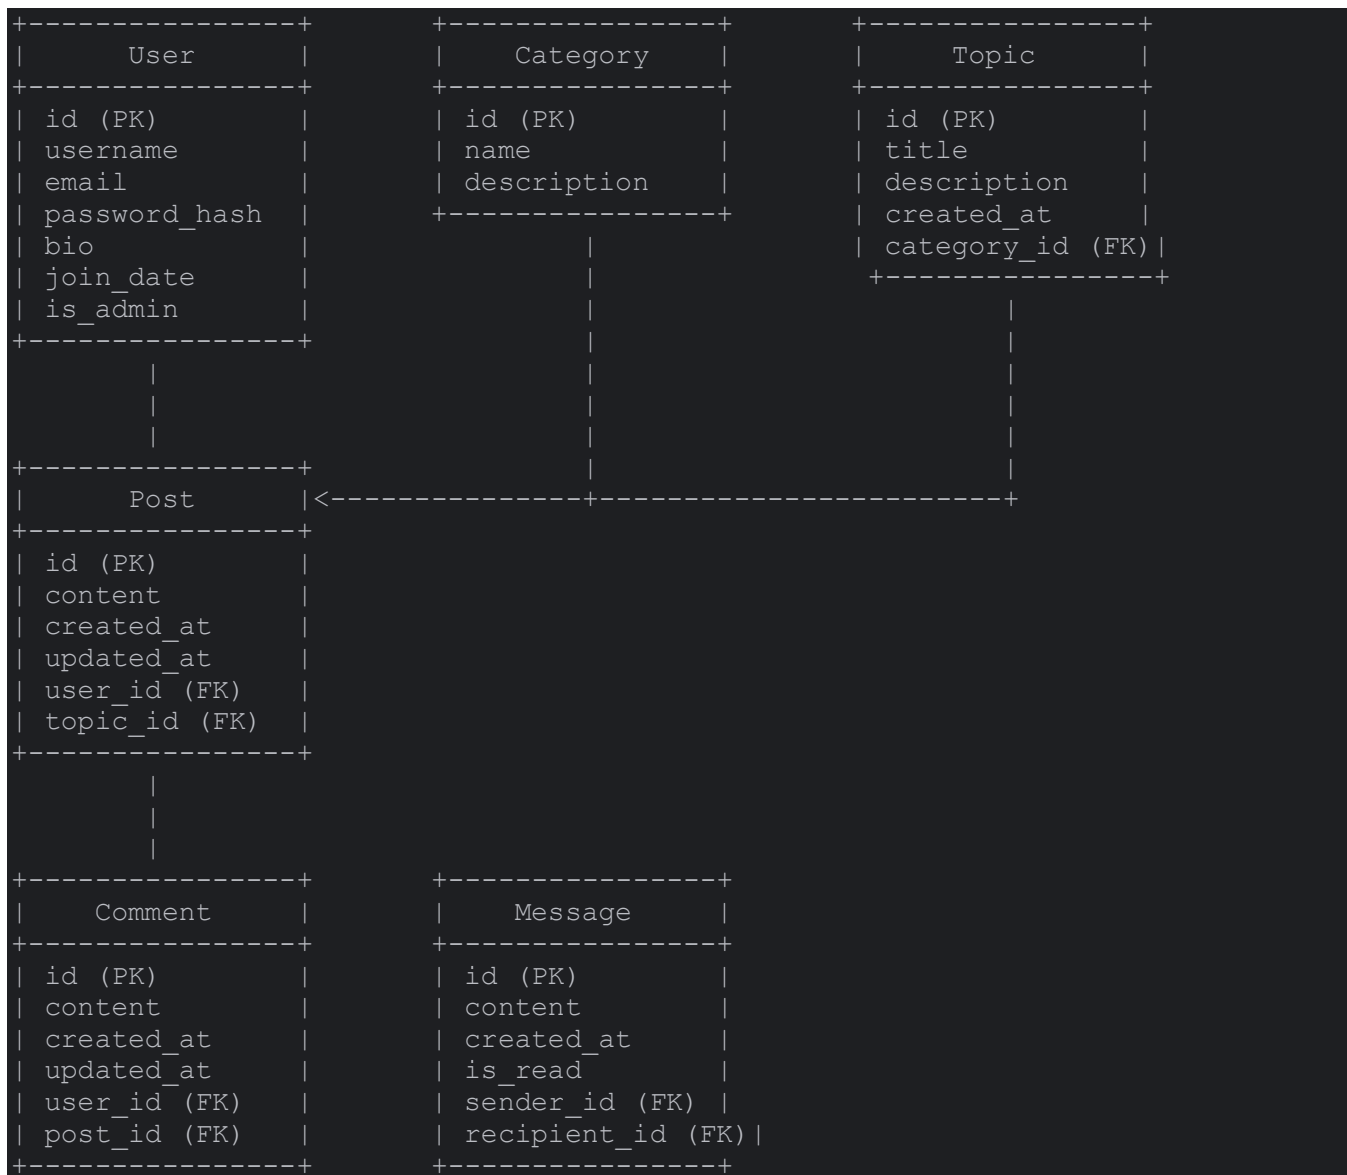 +----------------+       +----------------+       +----------------+
|      User      |       |    Category    |       |     Topic      |
+----------------+       +----------------+       +----------------+
| id (PK)        |       | id (PK)        |       | id (PK)        |
| username       |       | name           |       | title          |
| email          |       | description    |       | description    |
| password_hash  |       +----------------+       | created_at     |
| bio            |                |               | category_id (FK)|
| join_date      |                |                +----------------+
| is_admin       |                |                        |
+----------------+                |                        |
        |                         |                        |
        |                         |                        |
        |                         |                        |
+----------------+                |                        |
|      Post      |<---------------+------------------------+
+----------------+
| id (PK)        |
| content        |
| created_at     |
| updated_at     |
| user_id (FK)   |
| topic_id (FK)  |
+----------------+
        |
        |
        |
+----------------+       +----------------+
|    Comment     |       |    Message     |
+----------------+       +----------------+
| id (PK)        |       | id (PK)        |
| content        |       | content        |
| created_at     |       | created_at     |
| updated_at     |       | is_read        |
| user_id (FK)   |       | sender_id (FK) |
| post_id (FK)   |       | recipient_id (FK)|
+----------------+       +----------------+